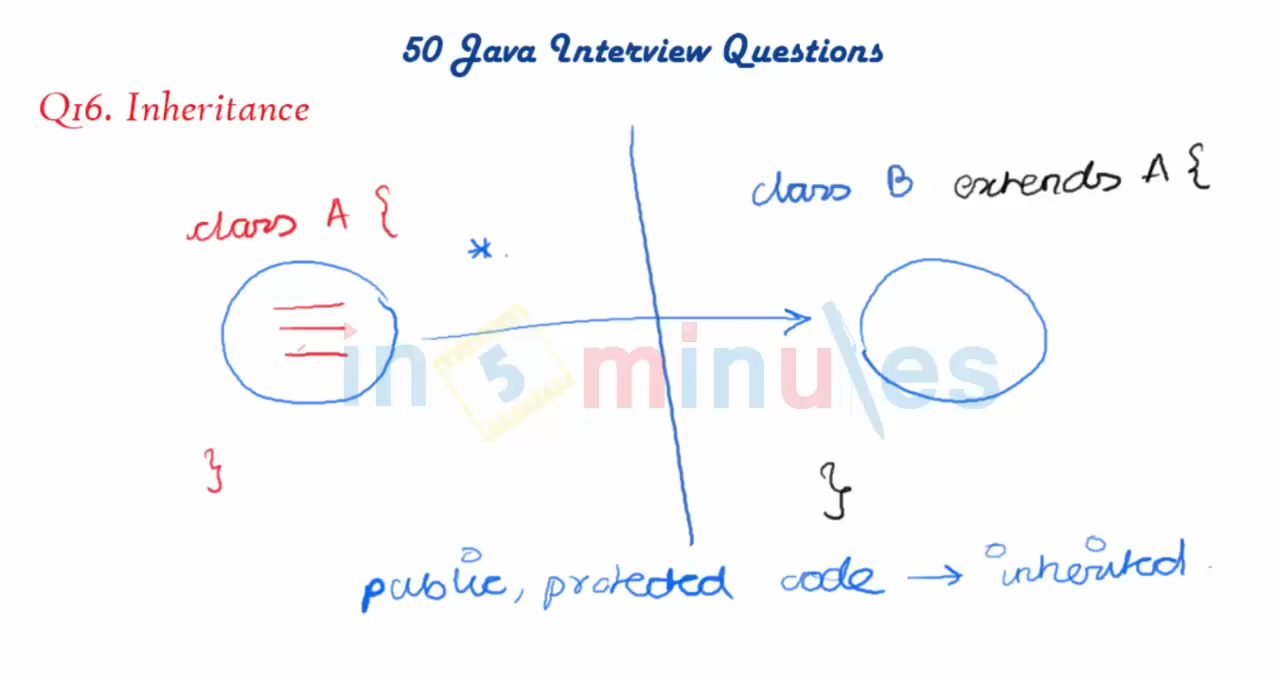 50 Java Interview Questions
Q16. Inheritance
class A {
*.
}
class B extends A {
}
in 5 minutes
public, protected code → inherited.